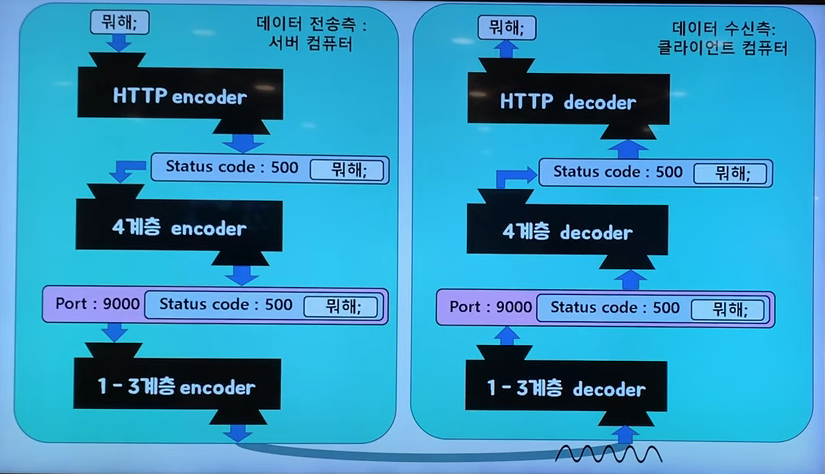 뭐해;
데이터 전송측 :
서버 컴퓨터
HTTP encoder
Status code : 500 뭐해;
4계층 encoder
Port : 9000 Status code : 500 뭐해;
1 - 3계층 encoder
뭐해;
데이터 수신측:
클라이언트 컴퓨터
HTTP decoder
Status code : 500 뭐해;
4계층 decoder
Port : 9000 Status code : 500 뭐해;
1 - 3계층 decoder